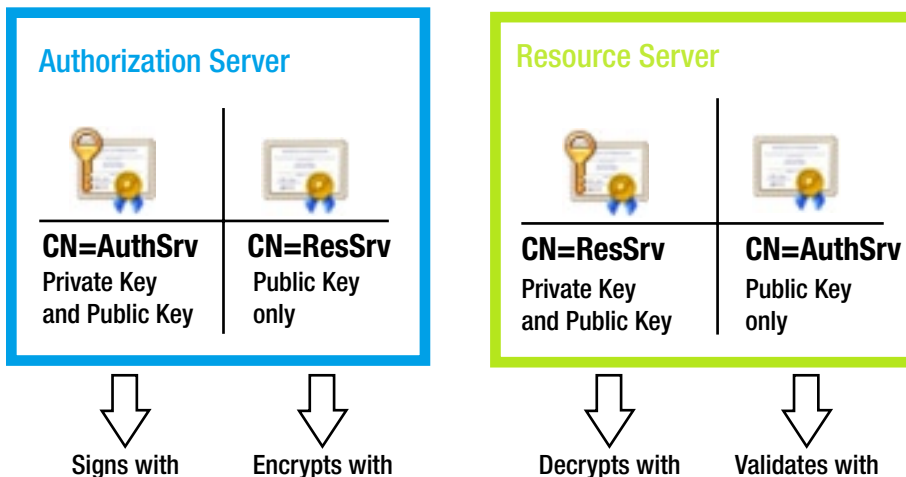 Authorization Server
CN=AuthSrv
Private Key
and Public Key
CN=ResSrv
Public Key
only
Signs with
Encrypts with
Resource Server
CN=ResSrv
Private Key
and Public Key
CN=AuthSrv
Public Key
only
Decrypts with
Validates with